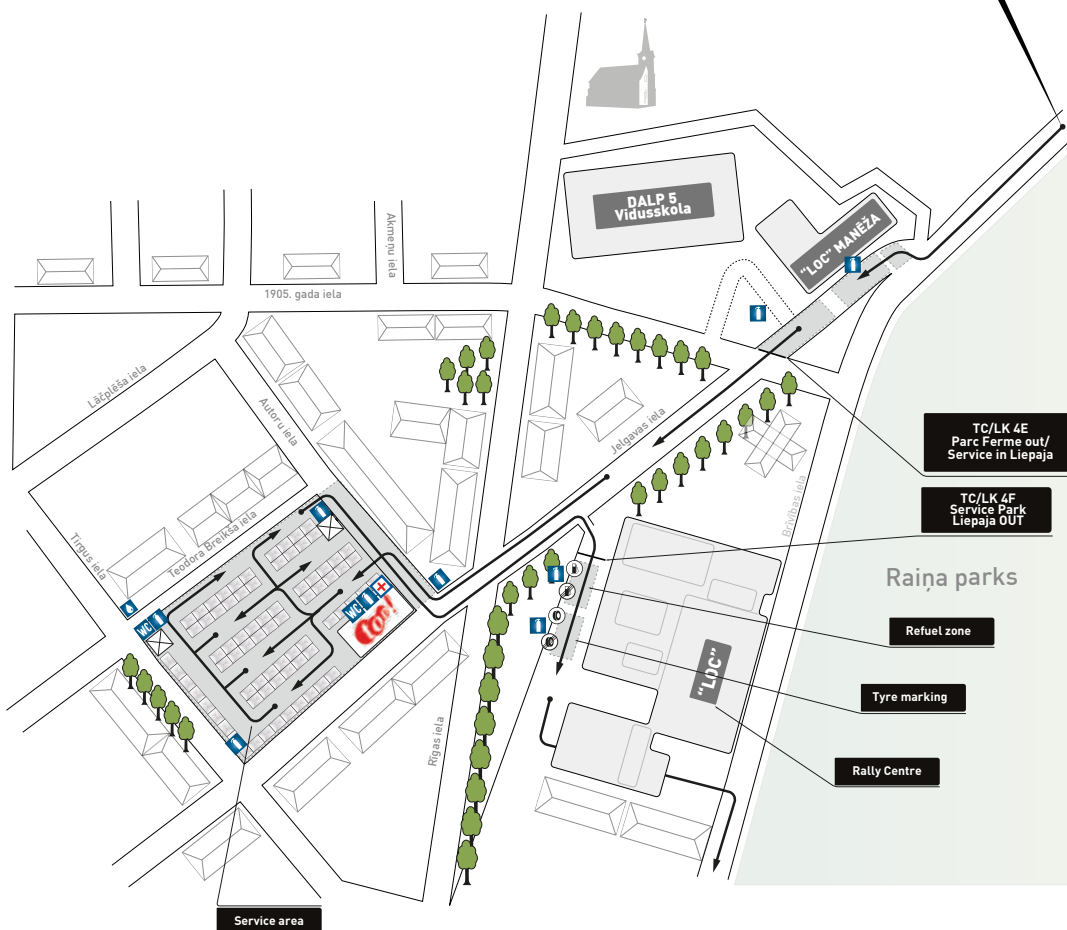 DALP 5
Vidusskola
"LOC" MANĒŽA
Akmeņu iela
1905. gada iela
Lāčplēša iela
Autoru iela
Jelgavas iela
TC/LK 4E
Parc Ferme out/
Service in Liepaja
Brīvības iela
TC/LK 4F
Service Park
Liepaja OUT
Tirgus iela
Teodora Breikša iela
Raiņa parks
WC
WC
Refuel zone
"LOC"
Tyre marking
Rīgas iela
Rally Centre
Service area